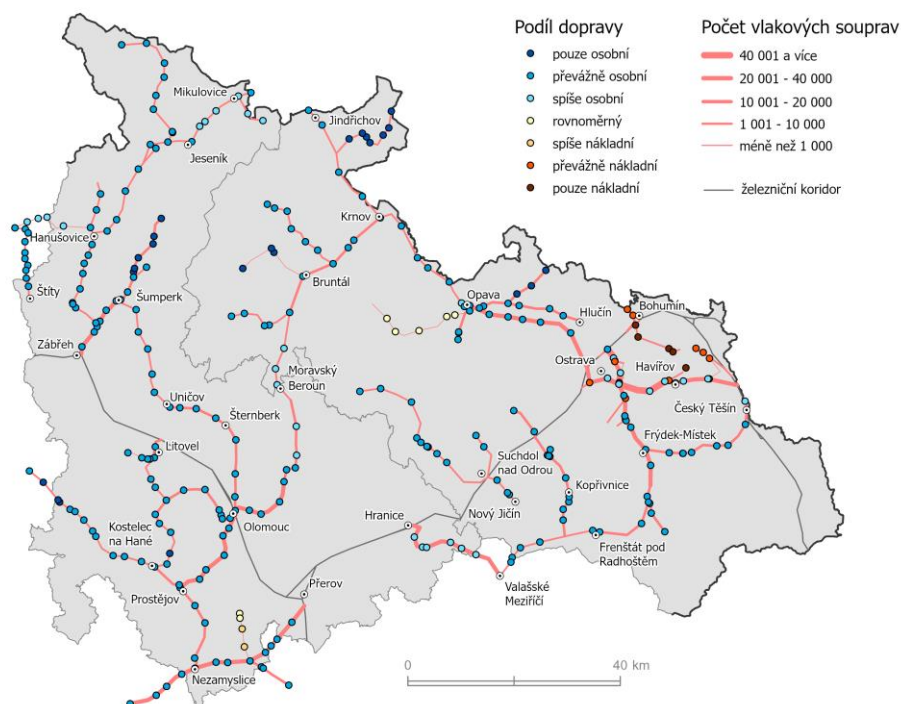 Podíl dopravy
pouze osobní
převážně osobní
spíše osobní
rovnoměrný
spíše nákladní
převážně nákladní
pouze nákladní
Počet vlakových souprav
40 001 a více
20 001 - 40 000
10 001 - 20 000
1 001 - 10 000
méně než 1 000
železniční koridor
Mikulovice
Jindřichov
Jeseník
Krnov
Hanušovice
Bruntál
Štíty
Šumperk
Opava
Hlučín
Bohumín
Zábřeh
Ostrava
Havířov
Moravský
Beroun
Český Těšín
Uničov
Šternberk
Frýdek-Místek
Litovel
Suchdol
nad Odrou
Kopřivnice
Olomouc
Nový Jičín
Hranice
Kostelec
na Hané
Frenštát pod
Radhoštěm
Přerov
Valašské
Meziříčí
Prostějov
Nezamyslice
0
40 km